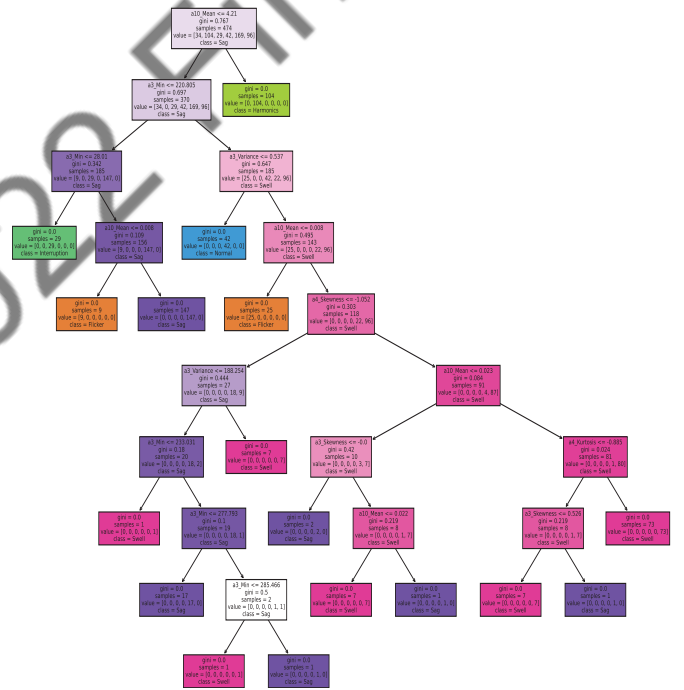 a10_Mean <= 4.21
gini = 0.767
samples = 474
value = [34, 104, 29, 42, 169, 96]
class = Sag
a3_Min <= 220.805
gini = 0.697
samples = 370
value = [34, 0, 29, 42, 169, 96]
class = Sag
gini = 0.0
samples = 104
value = [0, 104, 0, 0, 0, 0]
class = Harmonics
a3_Min <= 28.01
gini = 0.342
samples = 185
value = [9, 0, 29, 0, 147, 0]
class = Sag
a3_Variance <= 0.537
gini = 0.647
samples = 185
value = [25, 0, 0, 42, 22, 96]
class = Swell
gini = 0.0
samples = 29
value = [0, 0, 29, 0, 0, 0]
class = Interruption
a10_Mean <= 0.008
gini = 0.109
samples = 156
value = [9, 0, 0, 0, 147, 0]
class = Sag
gini = 0.0
samples = 42
value = [0, 0, 0, 42, 0, 0]
class = Normal
a10_Mean <= 0.008
gini = 0.495
samples = 143
value = [25, 0, 0, 0, 22, 96]
class = Swell
gini = 0.0
samples = 9
value = [9, 0, 0, 0, 0, 0]
class = Flicker
gini = 0.0
samples = 147
value = [0, 0, 0, 0, 147, 0]
class = Sag
gini = 0.0
samples = 25
value = [25, 0, 0, 0, 0, 0]
class = Flicker
a4_Skewness <= -1.052
gini = 0.303
samples = 118
value = [0, 0, 0, 0, 22, 96]
class = Swell
a3_Variance <= 188.254
gini = 0.444
samples = 27
value = [0, 0, 0, 0, 18, 9]
class = Sag
a10_Mean <= 0.023
gini = 0.084
samples = 91
value = [0, 0, 0, 0, 4, 87]
class = Swell
a3_Min <= 233.031
gini = 0.18
samples = 20
value = [0, 0, 0, 0, 18, 2]
class = Sag
gini = 0.0
samples = 7
value = [0, 0, 0, 0, 0, 7]
class = Swell
a3_Skewness <= -0.0
gini = 0.42
samples = 10
value = [0, 0, 0, 0, 3, 7]
class = Swell
a4_Kurtosis <= -0.885
gini = 0.024
samples = 81
value = [0, 0, 0, 0, 1, 80]
class = Swell
gini = 0.0
samples = 1
value = [0, 0, 0, 0, 0, 1]
class = Swell
a3_Min <= 277.793
gini = 0.1
samples = 19
value = [0, 0, 0, 0, 18, 1]
class = Sag
gini = 0.0
samples = 2
value = [0, 0, 0, 0, 2, 0]
class = Sag
a10_Mean <= 0.022
gini = 0.219
samples = 8
value = [0, 0, 0, 0, 1, 7]
class = Swell
a3_Skewness <= 0.526
gini = 0.219
samples = 8
value = [0, 0, 0, 0, 1, 7]
class = Swell
gini = 0.0
samples = 73
value = [0, 0, 0, 0, 0, 73]
class = Swell
gini = 0.0
samples = 17
value = [0, 0, 0, 0, 17, 0]
class = Sag
a3_Min <= 285.466
gini = 0.5
samples = 2
value = [0, 0, 0, 0, 1, 1]
class = Sag
gini = 0.0
samples = 7
value = [0, 0, 0, 0, 0, 7]
class = Swell
gini = 0.0
samples = 1
value = [0, 0, 0, 0, 1, 0]
class = Sag
gini = 0.0
samples = 7
value = [0, 0, 0, 0, 0, 7]
class = Swell
gini = 0.0
samples = 1
value = [0, 0, 0, 0, 1, 0]
class = Sag
gini = 0.0
samples = 1
value = [0, 0, 0, 0, 0, 1]
class = Swell
gini = 0.0
samples = 1
value = [0, 0, 0, 0, 1, 0]
class = Sag